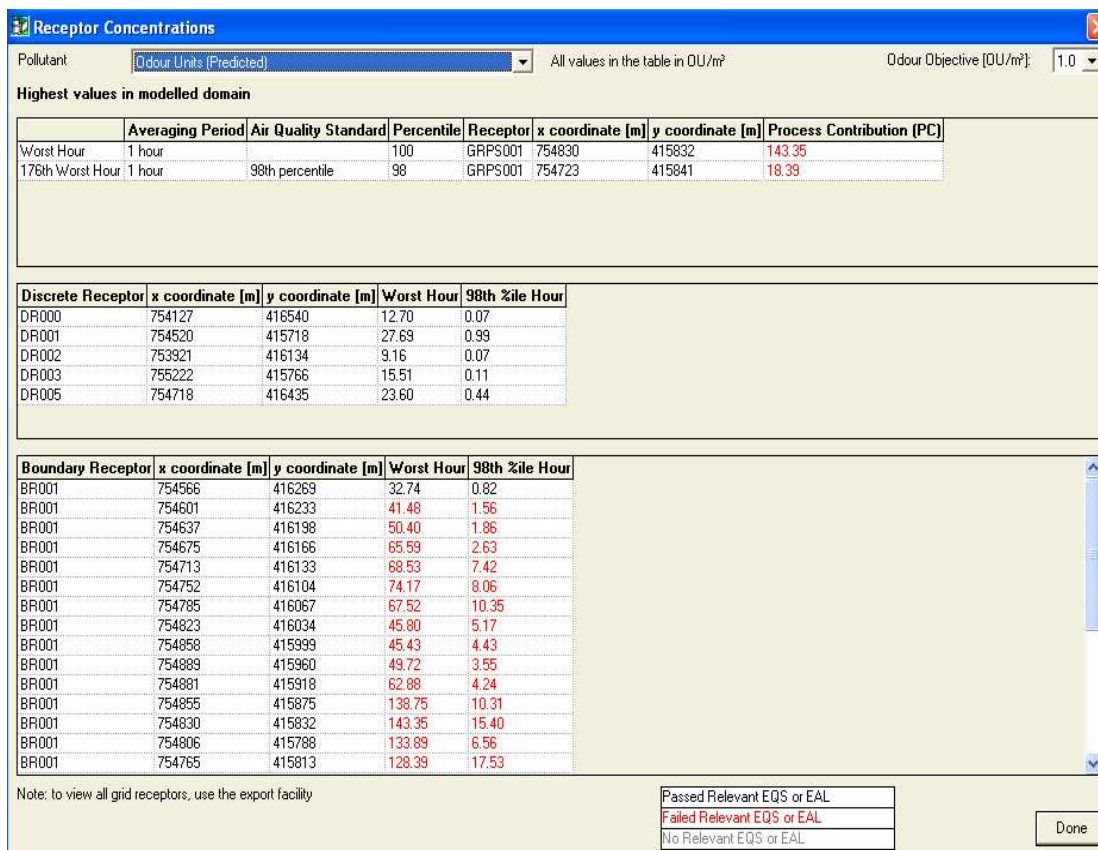 Receptor Concentrations
Pollutant Odour Units (Predicted) All values in the table in OU/m³ Odour Objective [OU/m³]: 1.0
Highest values in modelled domain
Averaging Period Air Quality Standard Percentile Receptor x coordinate [m] y coordinate [m] Process Contribution (PC)
Worst Hour 1 hour 100 GRPS001 754830 415832 143.35
176th Worst Hour 1 hour 98th percentile 98 GRPS001 754723 415841 18.39
Discrete Receptor x coordinate [m] y coordinate [m] Worst Hour 98th %ile Hour
DR000 754127 416540 12.70 0.07
DR001 754520 415718 27.69 0.99
DR002 753921 416134 9.16 0.07
DR003 755222 415766 15.51 0.11
DR005 754718 416435 23.60 0.44
Boundary Receptor x coordinate [m] y coordinate [m] Worst Hour 98th %ile Hour
BR001 754566 416269 32.74 0.82
BR001 754601 416233 41.48 1.56
BR001 754637 416198 50.40 1.86
BR001 754675 416166 65.59 2.63
BR001 754713 416133 68.53 7.42
BR001 754752 416104 74.17 8.06
BR001 754785 416067 67.52 10.35
BR001 754823 416034 45.80 5.17
BR001 754858 415999 45.43 4.43
BR001 754889 415960 49.72 3.55
BR001 754881 415918 62.88 4.24
BR001 754855 415875 138.75 10.31
BR001 754830 415832 143.35 15.40
BR001 754806 415788 133.89 6.56
BR001 754765 415813 128.39 17.53
Note: to view all grid receptors, use the export facility
Passed Relevant EQS or EAL
Failed Relevant EQS or EAL
No Relevant EQS or EAL
Done